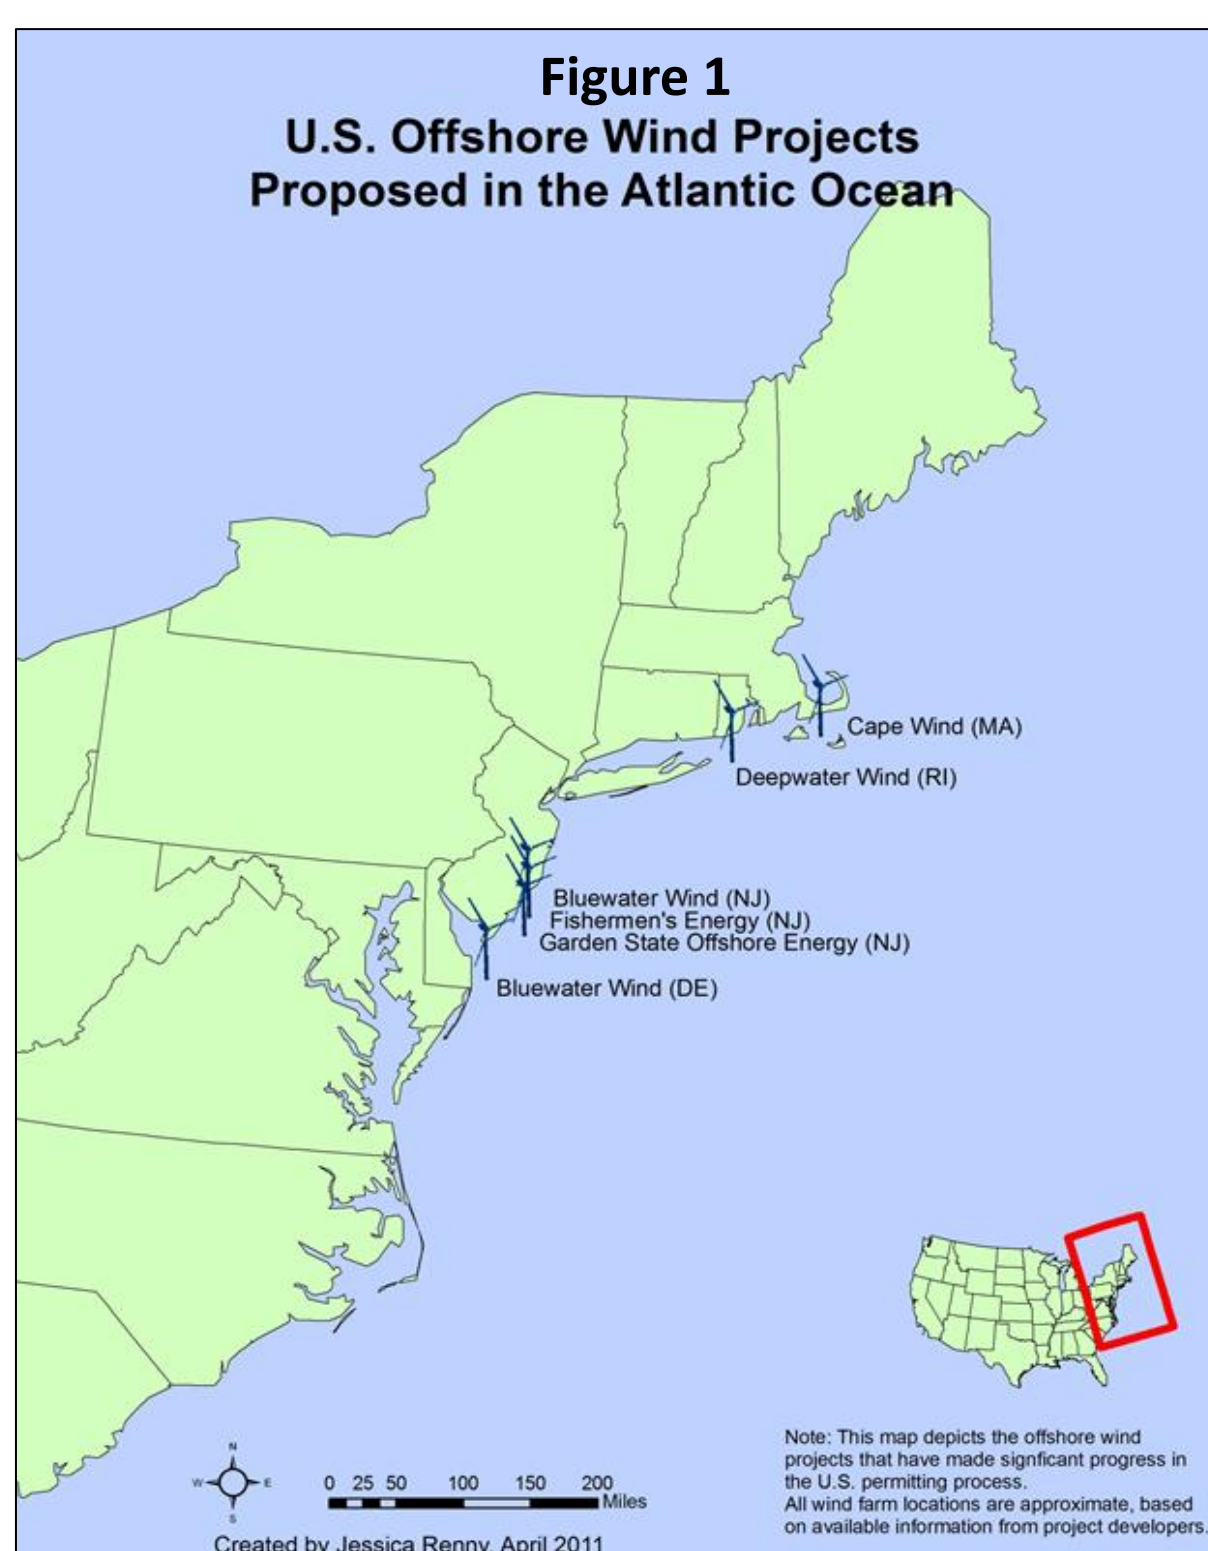 Figure 1
U.S. Offshore Wind Projects
Proposed in the Atlantic Ocean
Cape Wind (MA)
Deepwater Wind (RI)
Bluewater Wind (NJ)
Fishermen's Energy (NJ)
Garden State Offshore Energy (NJ)
Bluewater Wind (DE)
N
W E
S
0 25 50 100 150 200
Miles
Created by Jessica Renny, April 2011
Note: This map depicts the offshore wind
projects that have made signficant progress in
the U.S. permitting process.
All wind farm locations are approximate, based
on available information from project developers.